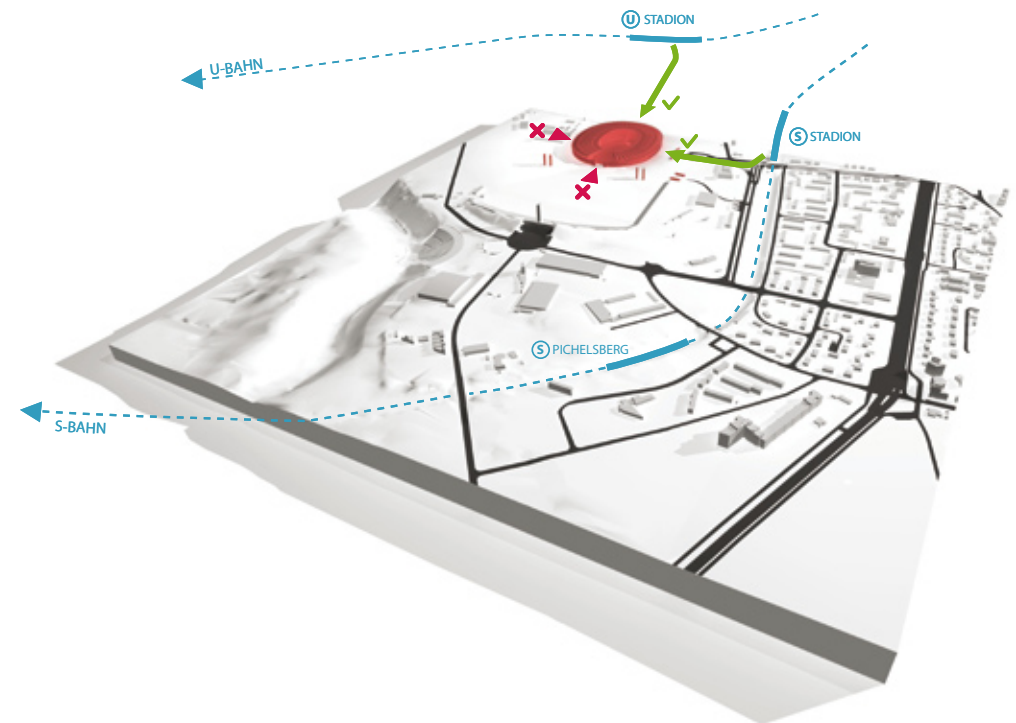 U STADION
U-BAHN
S STADION
S PICHELSBERG
S-BAHN